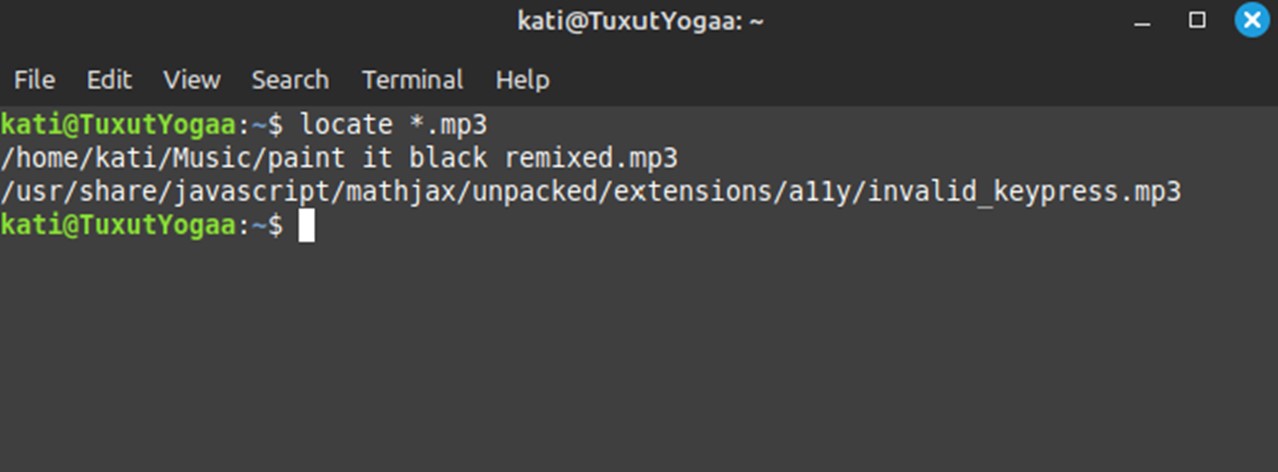 kati@TuxutYogaa: ~
File Edit View Search Terminal Help
kati@TuxutYogaa:~$ locate *.mp3
/home/kati/Music/paint it black remixed.mp3
/usr/share/javascript/mathjax/unpacked/extensions/a11y/invalid_keypress.mp3
kati@TuxutYogaa:~$